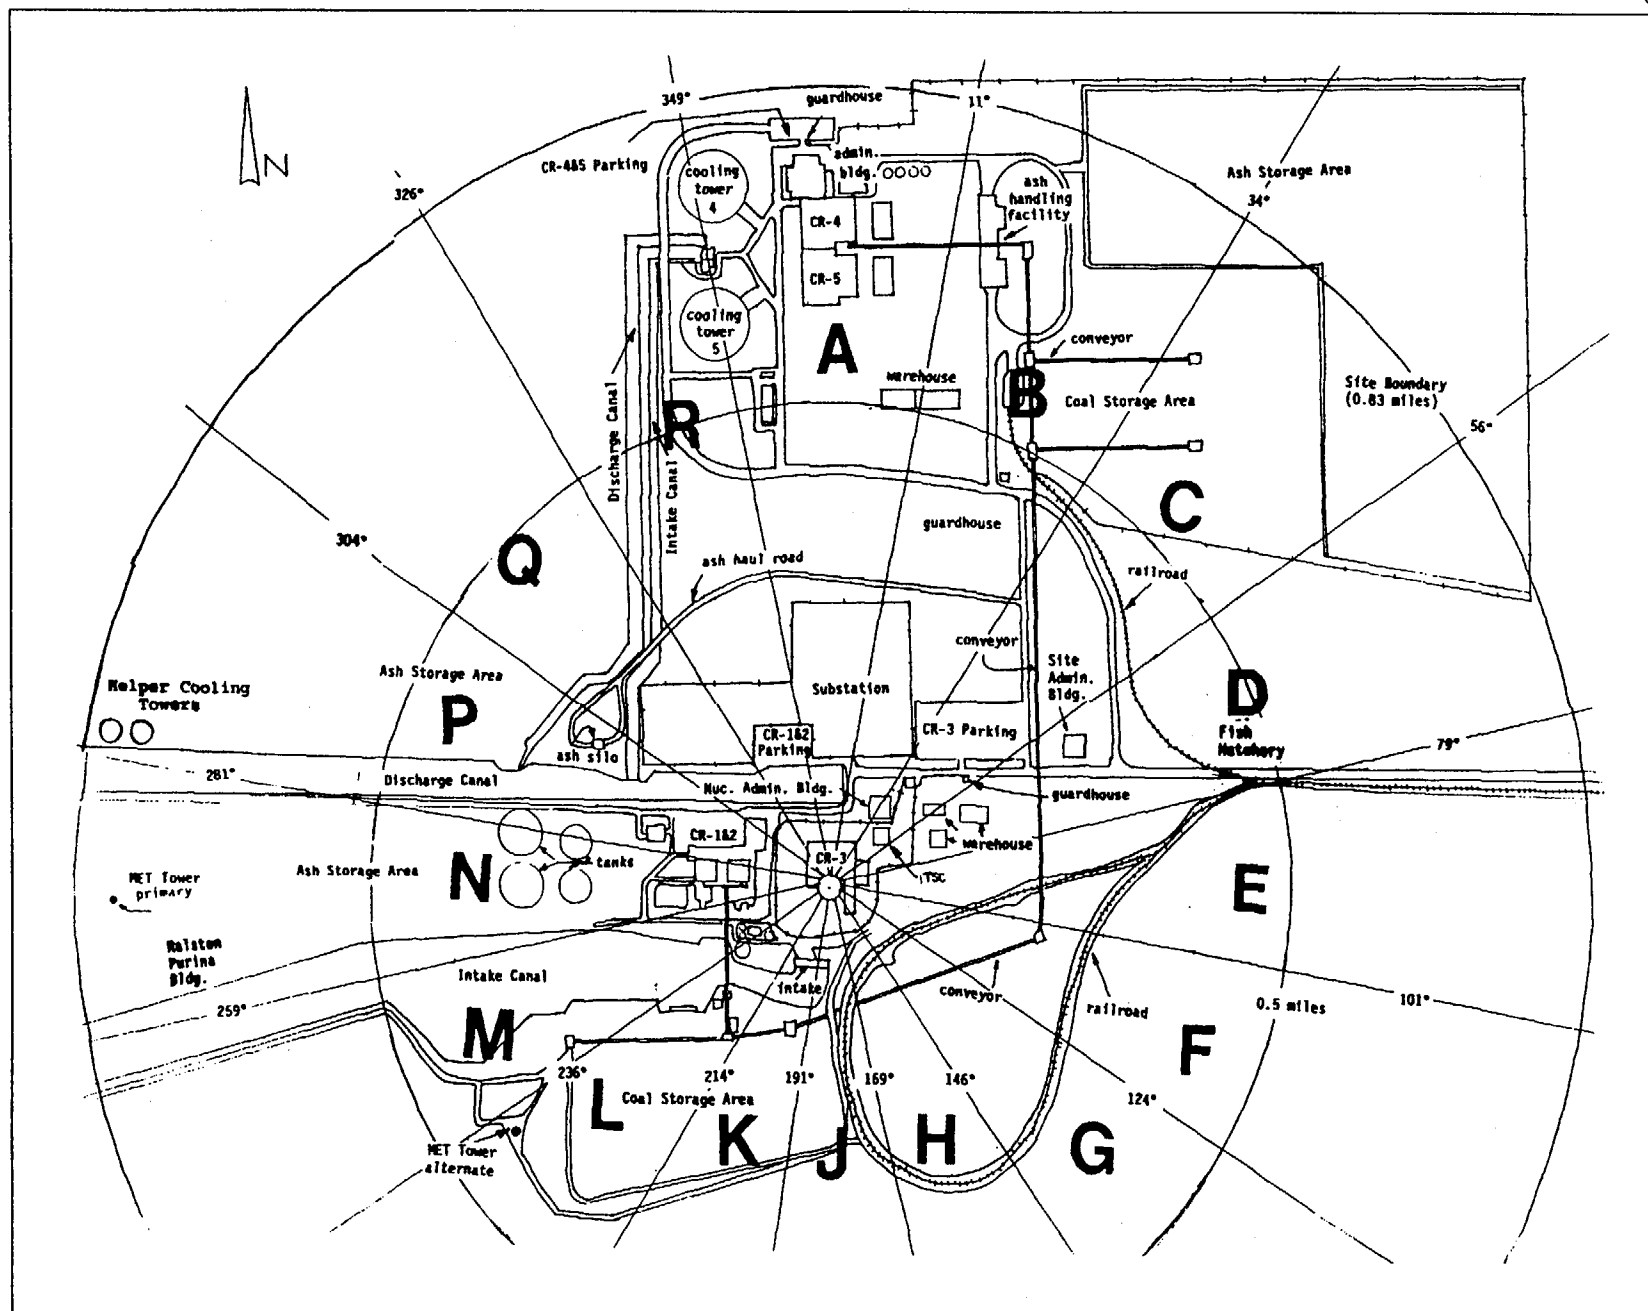 349°
guardhouse
11°
N
CR-4&5 Parking
admin.
bldg.
cooling
tower
4
326°
Ash Storage Area
34°
ash
handling
facility
CR-4
CR-5
cooling
tower
5
A
conveyor
warehouse
B
Coal Storage Area
Site Boundary
(0.83 miles)
56°
Discharge Canal
R
Intake Canal
C
guardhouse
304°
Q
ash haul road
railroad
conveyor
Site
Admin.
Bldg.
Ash Storage Area
Helper Cooling
Towers
Substation
P
D
Fish
Hatchery
CR-3 Parking
CR-1&2
Parking
ash silo
79°
281°
Discharge Canal
Nuc. Admin. Bldg.
guardhouse
CR-1&2
warehouse
tanks
CR-3
TSC
Ash Storage Area
N
E
MET Tower
primary
Ralston
Purina
Bldg.
Intake Canal
intake
conveyor
railroad
0.5 miles
101°
259°
M
F
236°
214°
191°
169°
146°
124°
L
Coal Storage Area
K
J
H
G
MET Tower
alternate